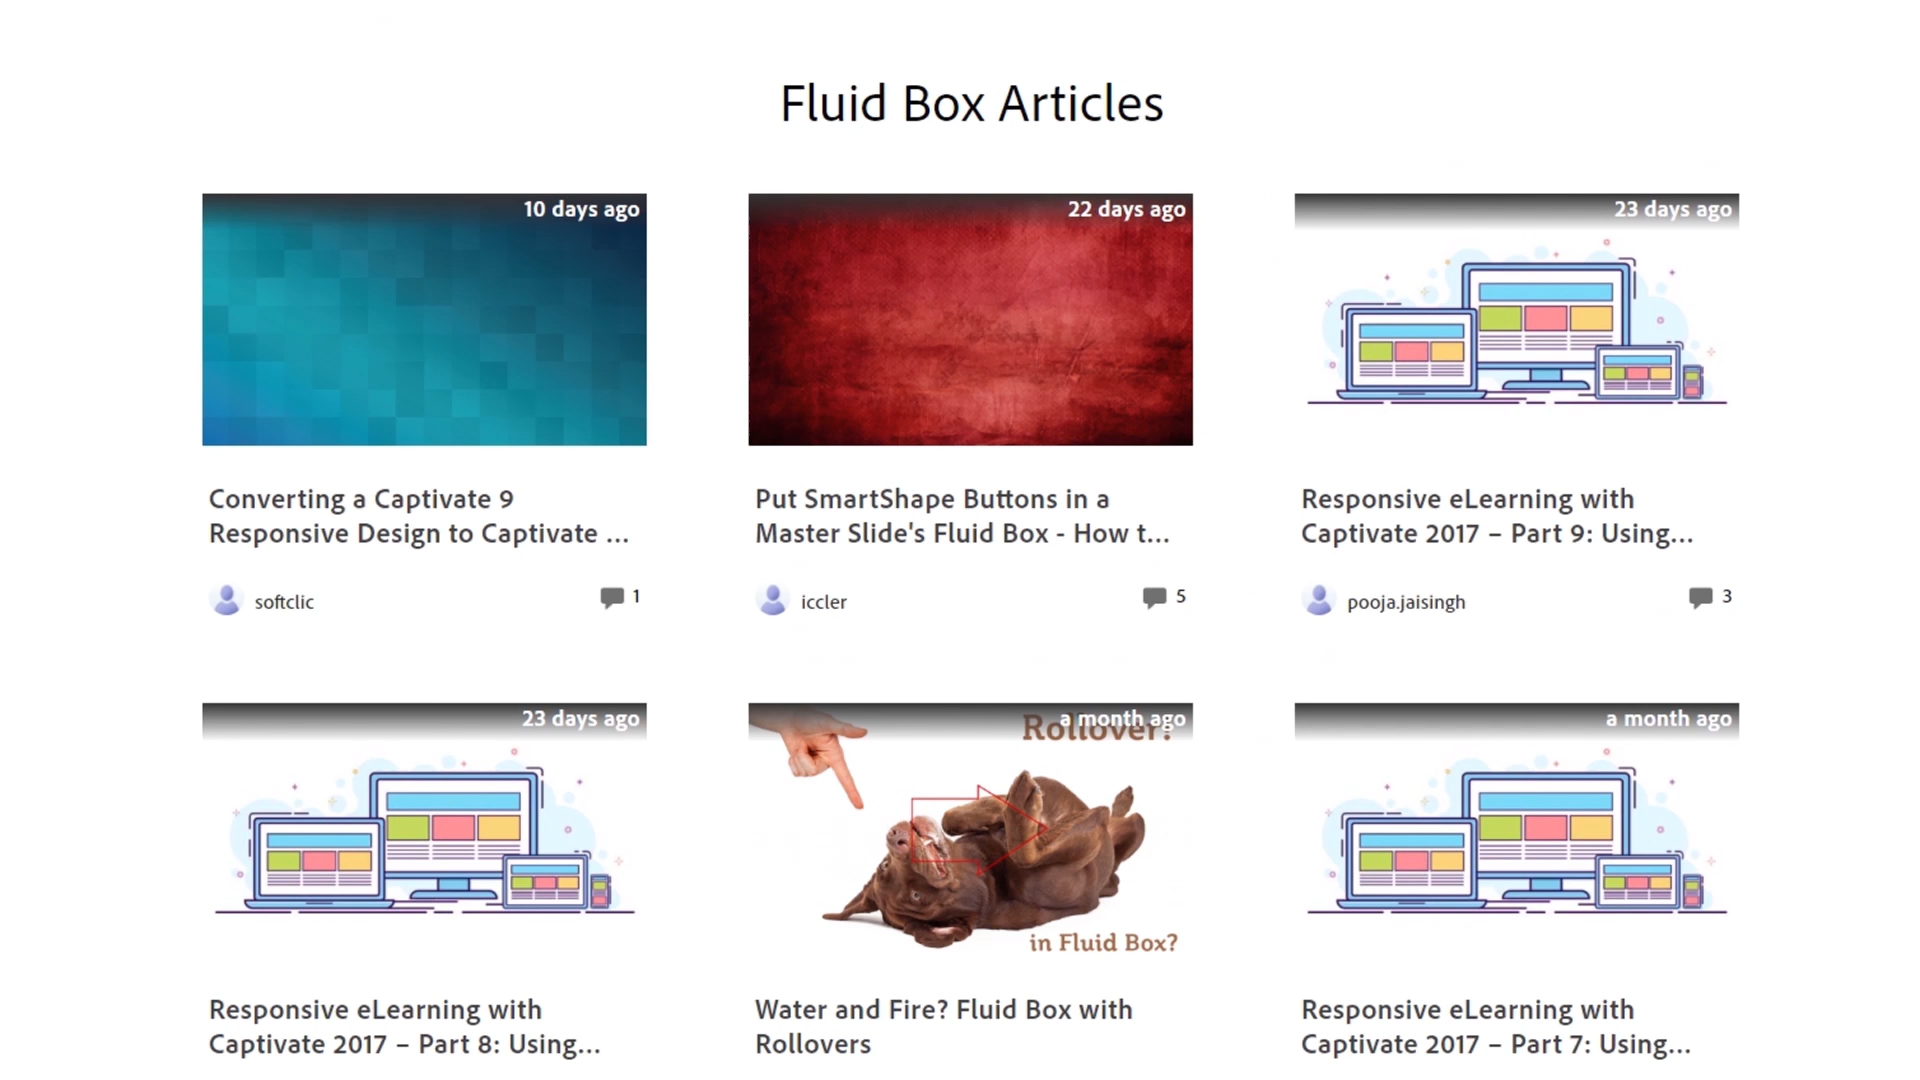 Fluid Box Articles
10 days ago
22 days ago
23 days ago
Converting a Captivate 9
Responsive Design to Captivate ...
Put SmartShape Buttons in a
Master Slide's Fluid Box - How t...
Responsive eLearning with
Captivate 2017 – Part 9: Using...
softclic
1
iccler
5
pooja.jaisingh
3
23 days ago
a month ago
Rollover?
in Fluid Box?
a month ago
Responsive eLearning with
Captivate 2017 – Part 8: Using...
Water and Fire? Fluid Box with
Rollovers
Responsive eLearning with
Captivate 2017 – Part 7: Using...